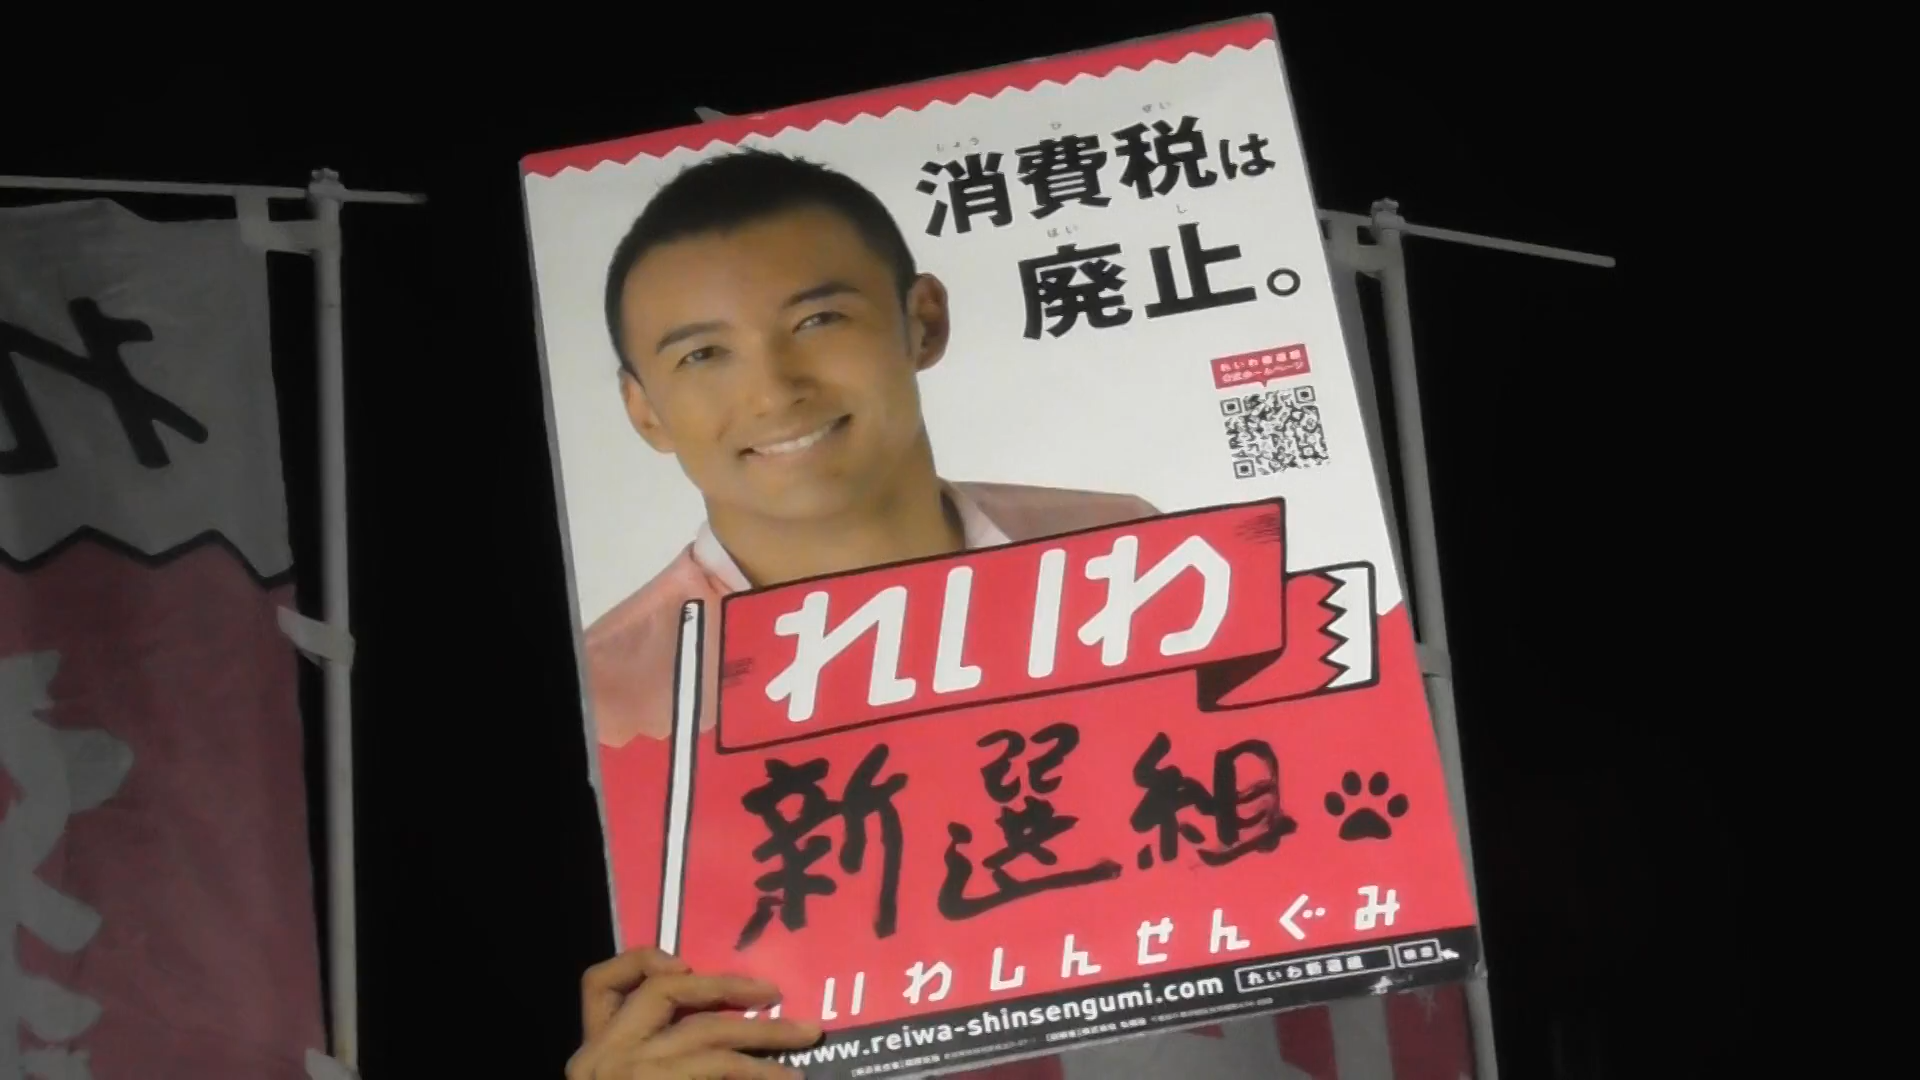 しょう ひ ぜい
消費税は
はい し
廃止。
れいわ新選組
公式ホームページ
れいわ
新選組
いわしんせんぐみ
www.reiwa-shinsengumi.com れいわ新選組 検索
れ